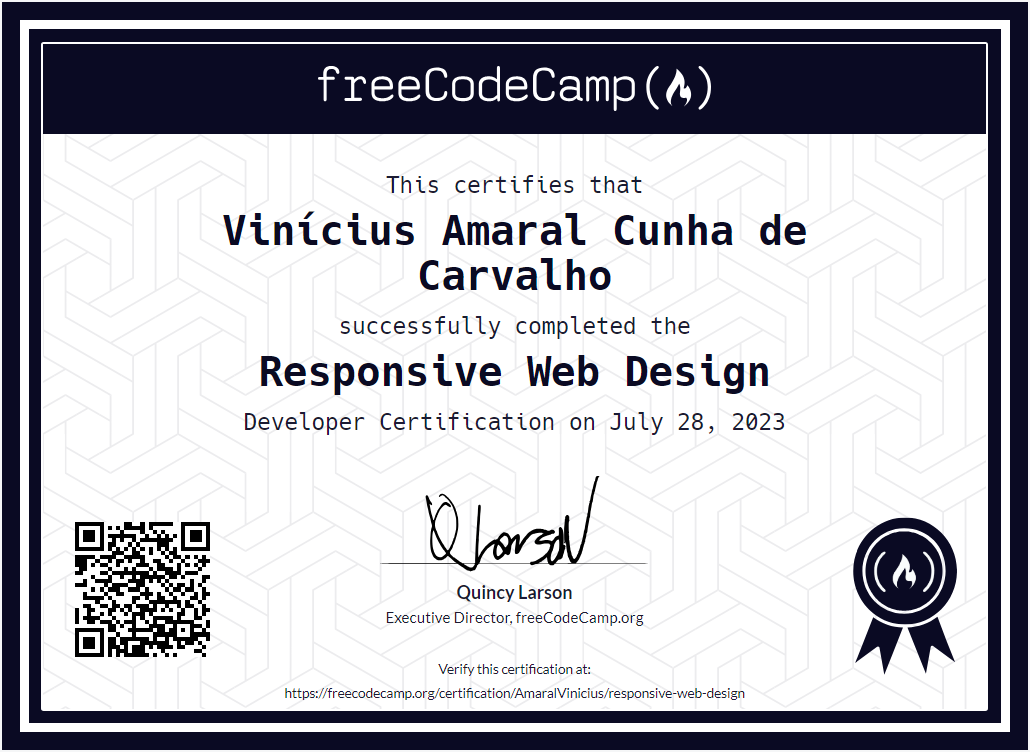 freeCodeCamp
This certifies that
Vinícius Amaral Cunha de
Carvalho
successfully completed the
Responsive Web Design
Developer Certification on July 28, 2023
Q Larson
Quincy Larson
Executive Director, freeCodeCamp.org
Verify this certification at:
https://freecodecamp.org/certification/AmaralVinicius/responsive-web-design